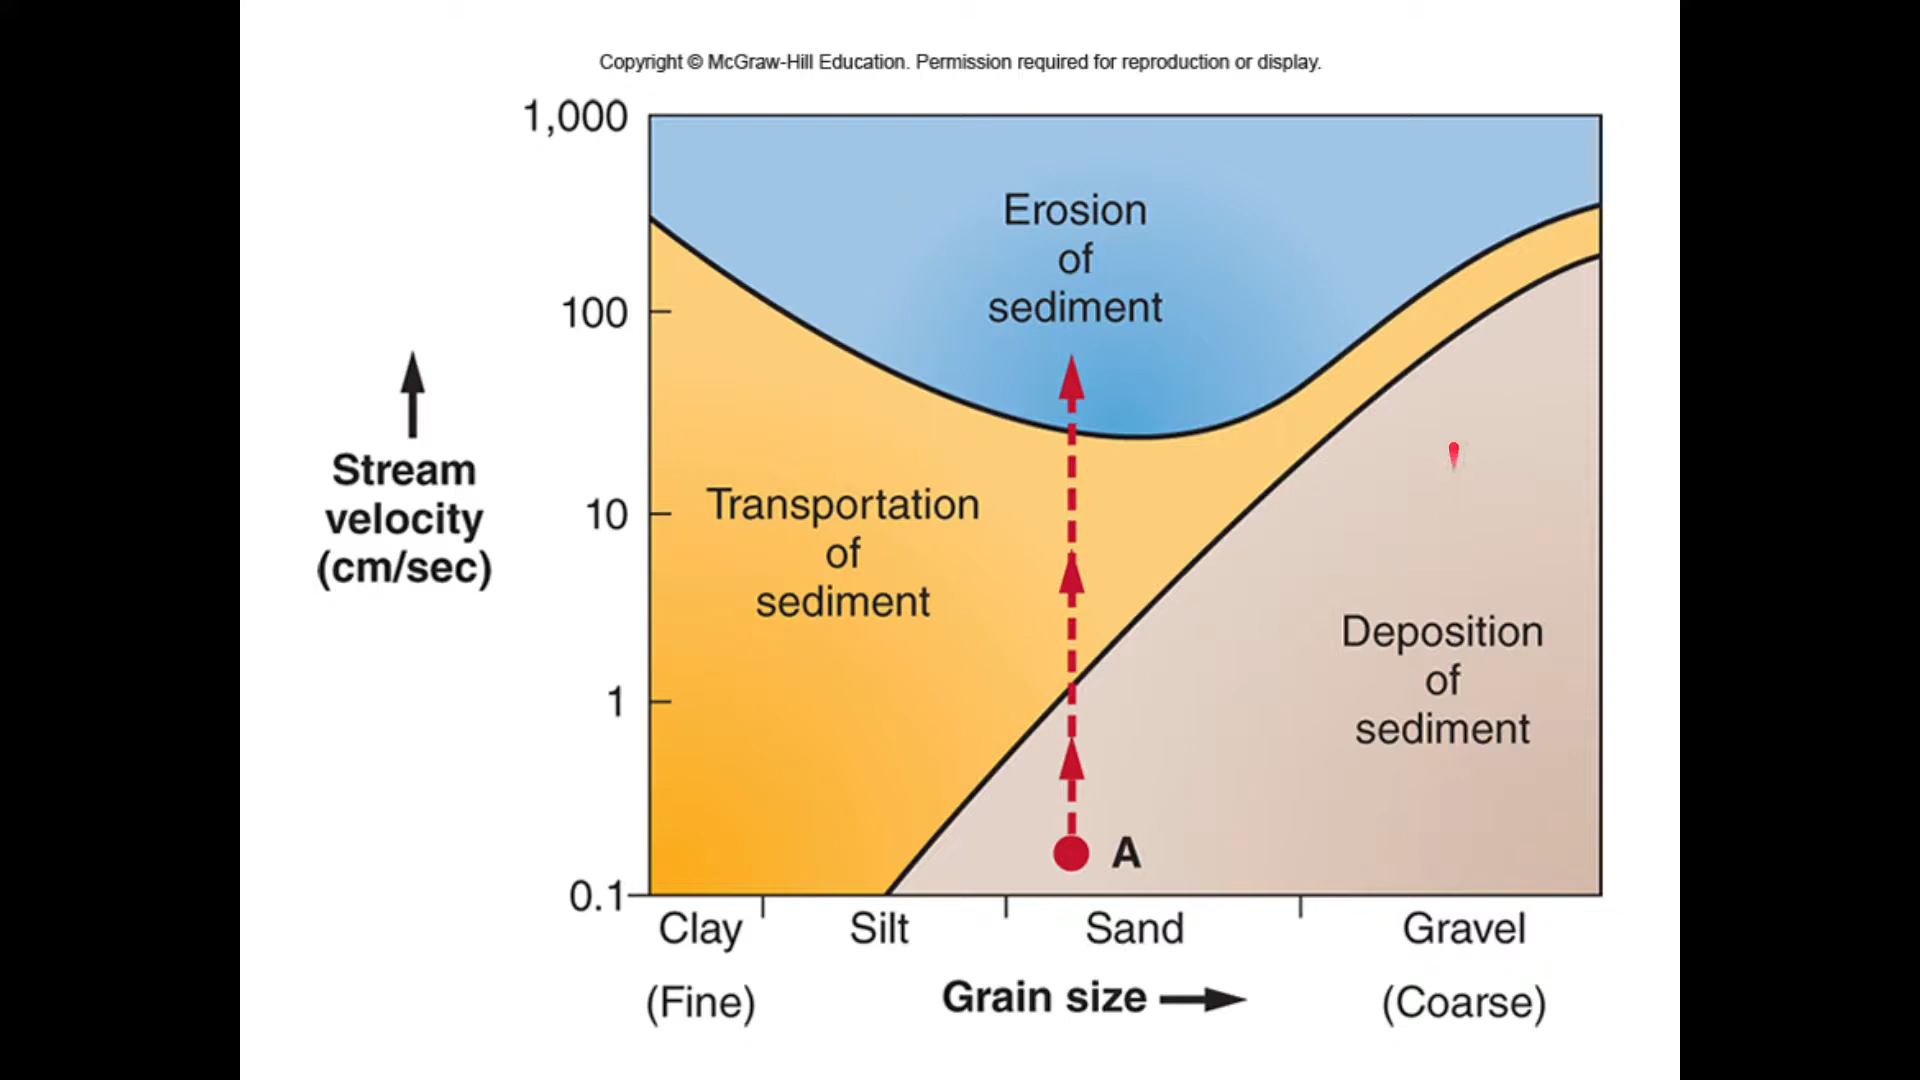 Copyright © McGraw-Hill Education. Permission required for reproduction or display.
1,000
100
10
1
0.1
Stream
velocity
(cm/sec)
Erosion
of
sediment
Transportation
of
sediment
Deposition
of
sediment
A
Clay
Silt
Sand
Gravel
(Fine)
Grain size
(Coarse)